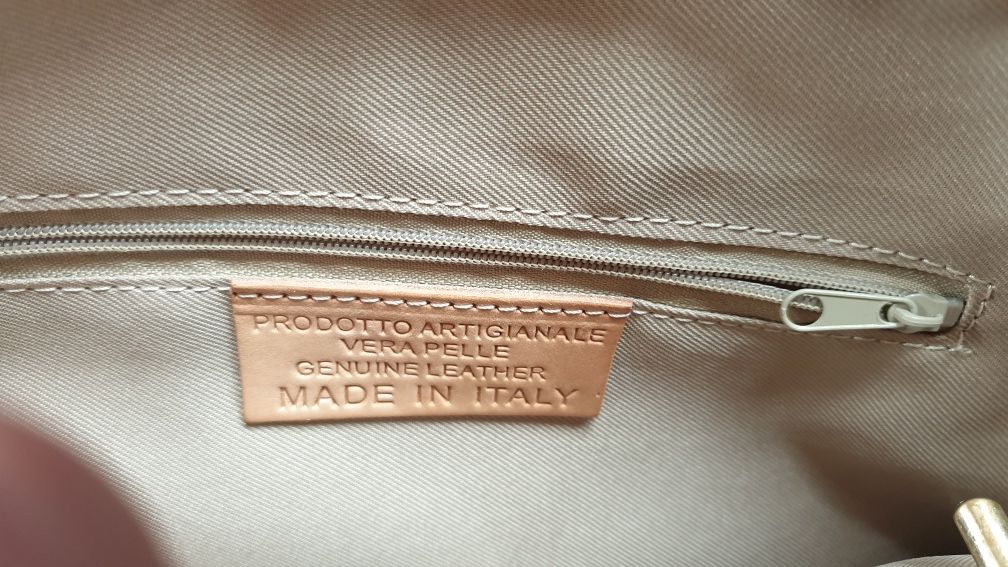 PRODOTTO ARTIGIANALE
VERA PELLE
GENUINE LEATHER
MADE IN ITALY